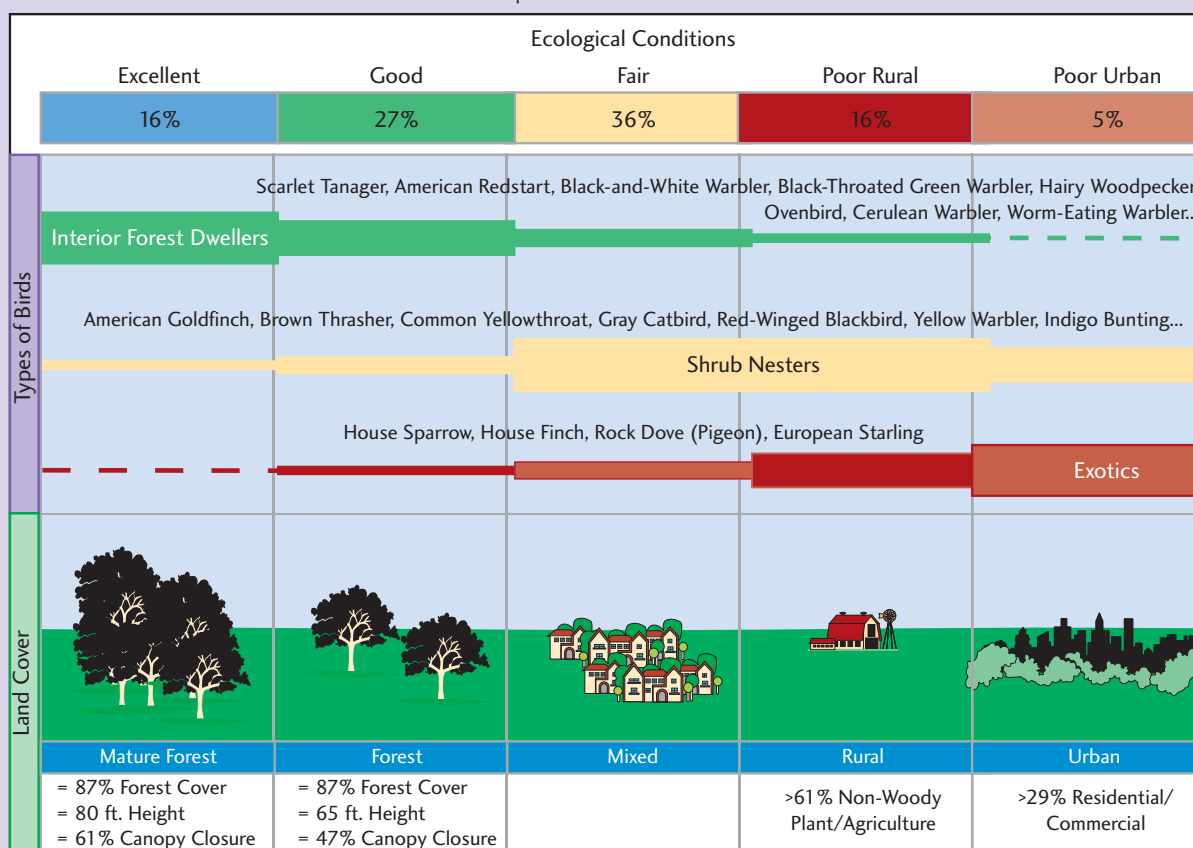 Ecological Conditions
Excellent Good Fair Poor Rural Poor Urban
16% 27% 36% 16% 5%
Types of Birds
Scarlet Tanager, American Redstart, Black-and-White Warbler, Black-Throated Green Warbler, Hairy Woodpecker
Ovenbird, Cerulean Warbler, Worm-Eating Warbler...
Interior Forest Dwellers
American Goldfinch, Brown Thrasher, Common Yellowthroat, Gray Catbird, Red-Winged Blackbird, Yellow Warbler, Indigo Bunting...
Shrub Nesters
House Sparrow, House Finch, Rock Dove (Pigeon), European Starling
Exotics
Land Cover
Mature Forest Forest Mixed Rural Urban
= 87% Forest Cover
= 80 ft. Height
= 61% Canopy Closure
= 87% Forest Cover
= 65 ft. Height
= 47% Canopy Closure
>61% Non-Woody
Plant/Agriculture
>29% Residential/
Commercial